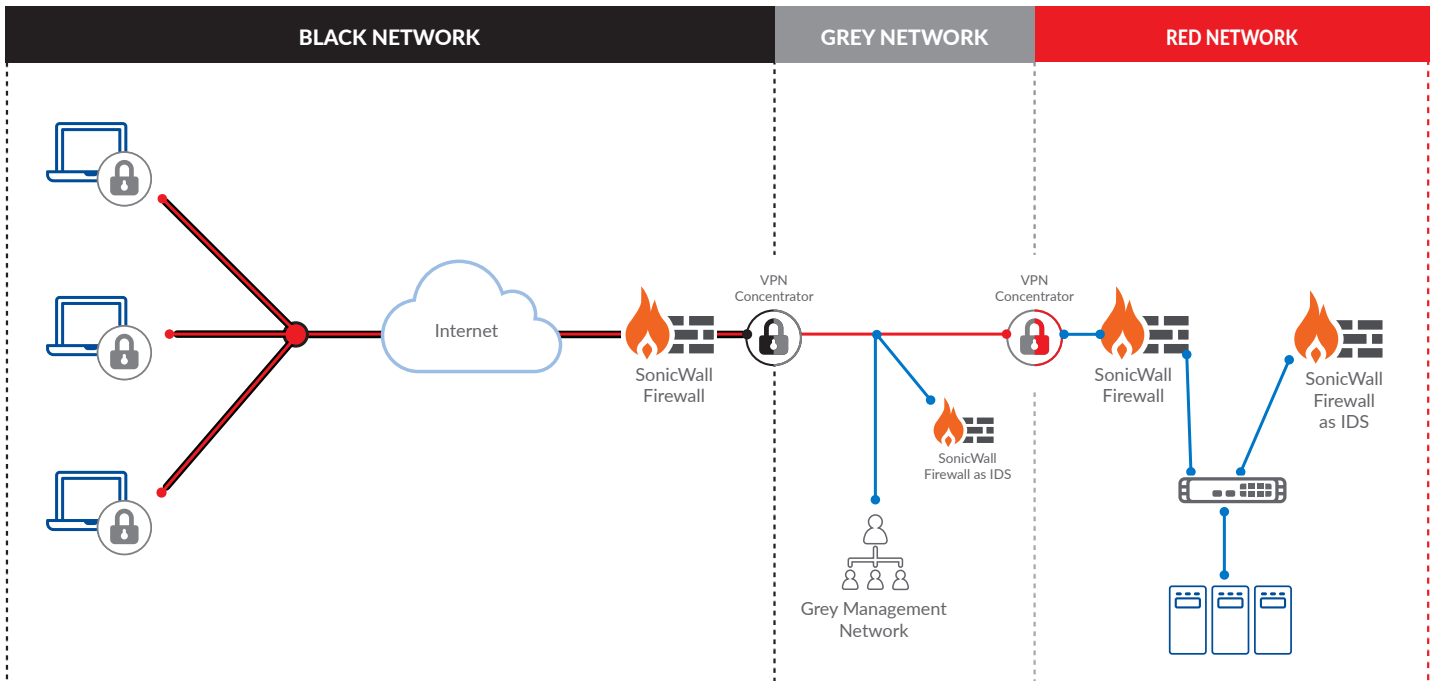 BLACK NETWORK
GREY NETWORK
RED NETWORK
Internet
SonicWall
Firewall
VPN
Concentrator
VPN
Concentrator
SonicWall
Firewall
SonicWall
Firewall
as IDS
SonicWall
Firewall as IDS
Grey Management
Network